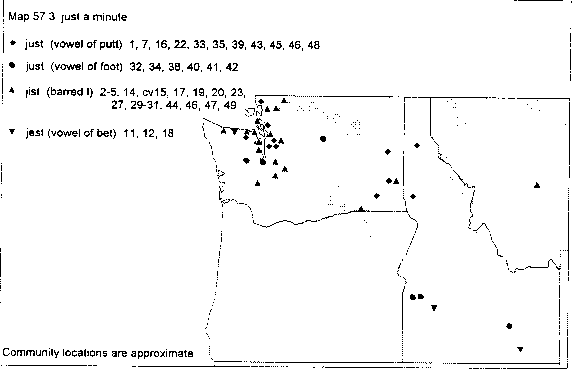 Map 57 3 just a minute
just (vowel of putt) 1, 7, 16, 22, 33, 35, 39, 43, 45, 46, 48
just (vowel of foot) 32, 34, 38, 40, 41, 42
jist (barred I) 2-5, 14, cv15, 17, 19, 20, 23,
27, 29-31, 44, 46, 47, 49
jest (vowel of bet) 11, 12, 18
Community locations are approximate